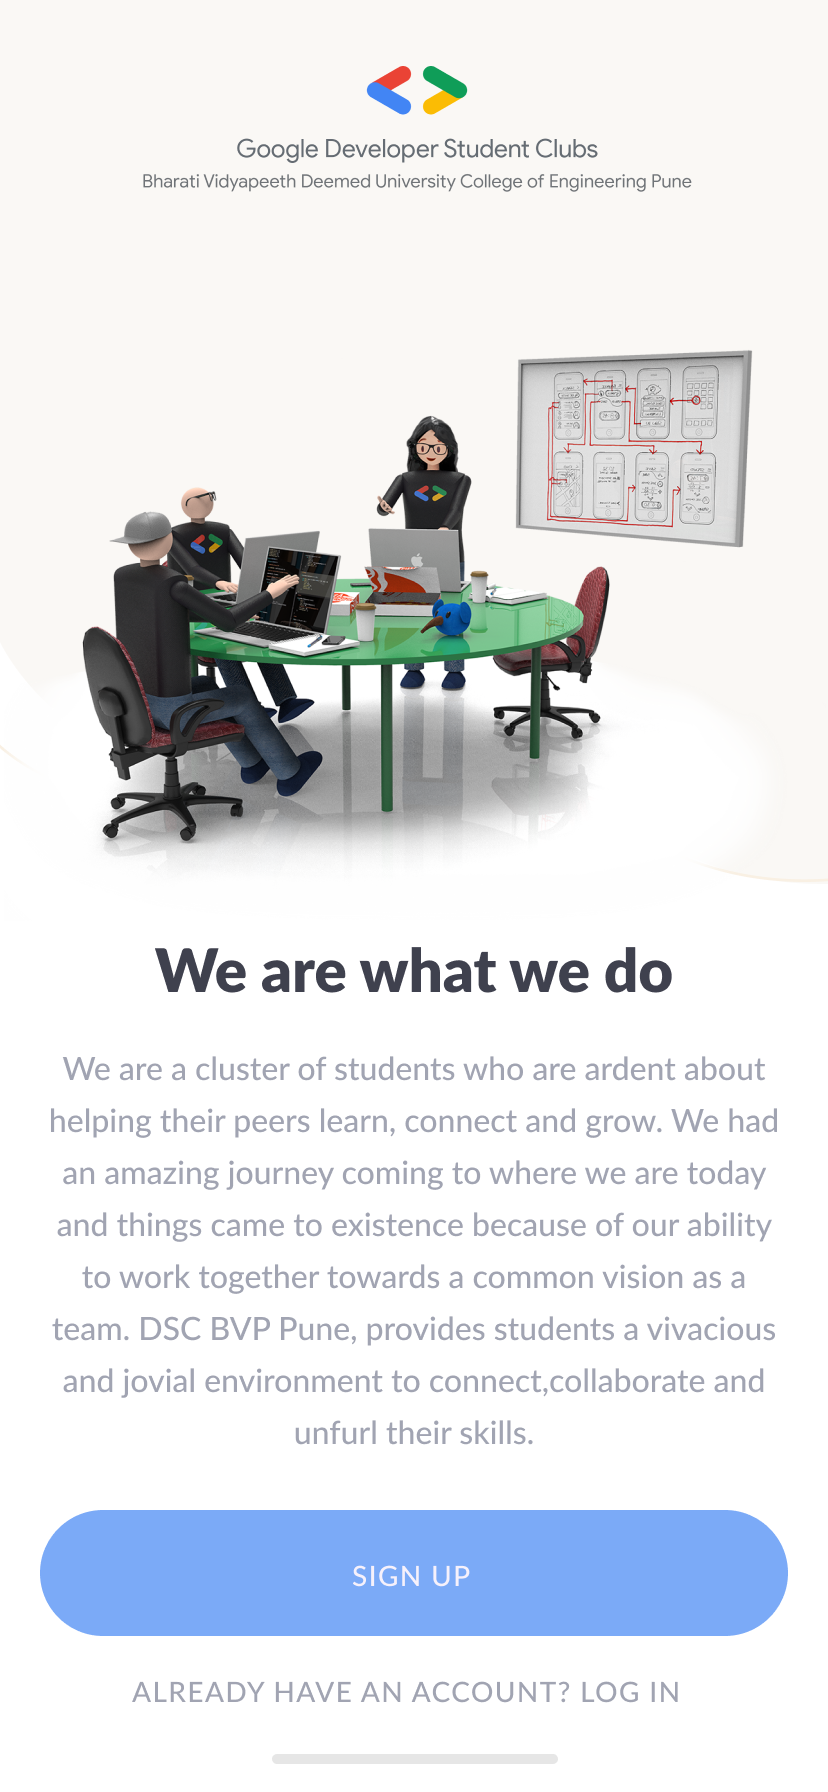 Google Developer Student Clubs
Bharati Vidyapeeth Deemed University College of Engineering Pune
We are what we do
We are a cluster of students who are ardent about
helping their peers learn, connect and grow. We had
an amazing journey coming to where we are today
and things came to existence because of our ability
to work together towards a common vision as a
team. DSC BVP Pune, provides students a vivacious
and jovial environment to connect,collaborate and
unfurl their skills.
SIGN UP
ALREADY HAVE AN ACCOUNT? LOG IN